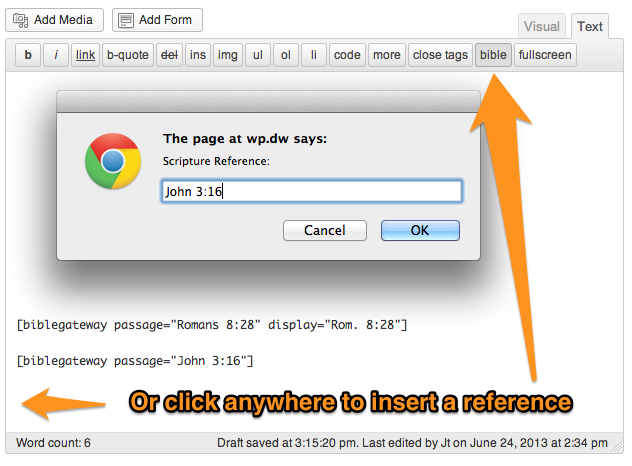 Add Media Add Form
Visual Text
b i link b-quote del ins img ul ol li code more close tags bible fullscreen
The page at wp.dw says:
Scripture Reference:
John 3:16
Cancel OK
[biblegateway passage="Romans 8:28" display="Rom. 8:28"]
[biblegateway passage="John 3:16"]
Or click anywhere to insert a reference
Word count: 6 Draft saved at 3:15:20 pm. Last edited by Jt on June 24, 2013 at 2:34 pm